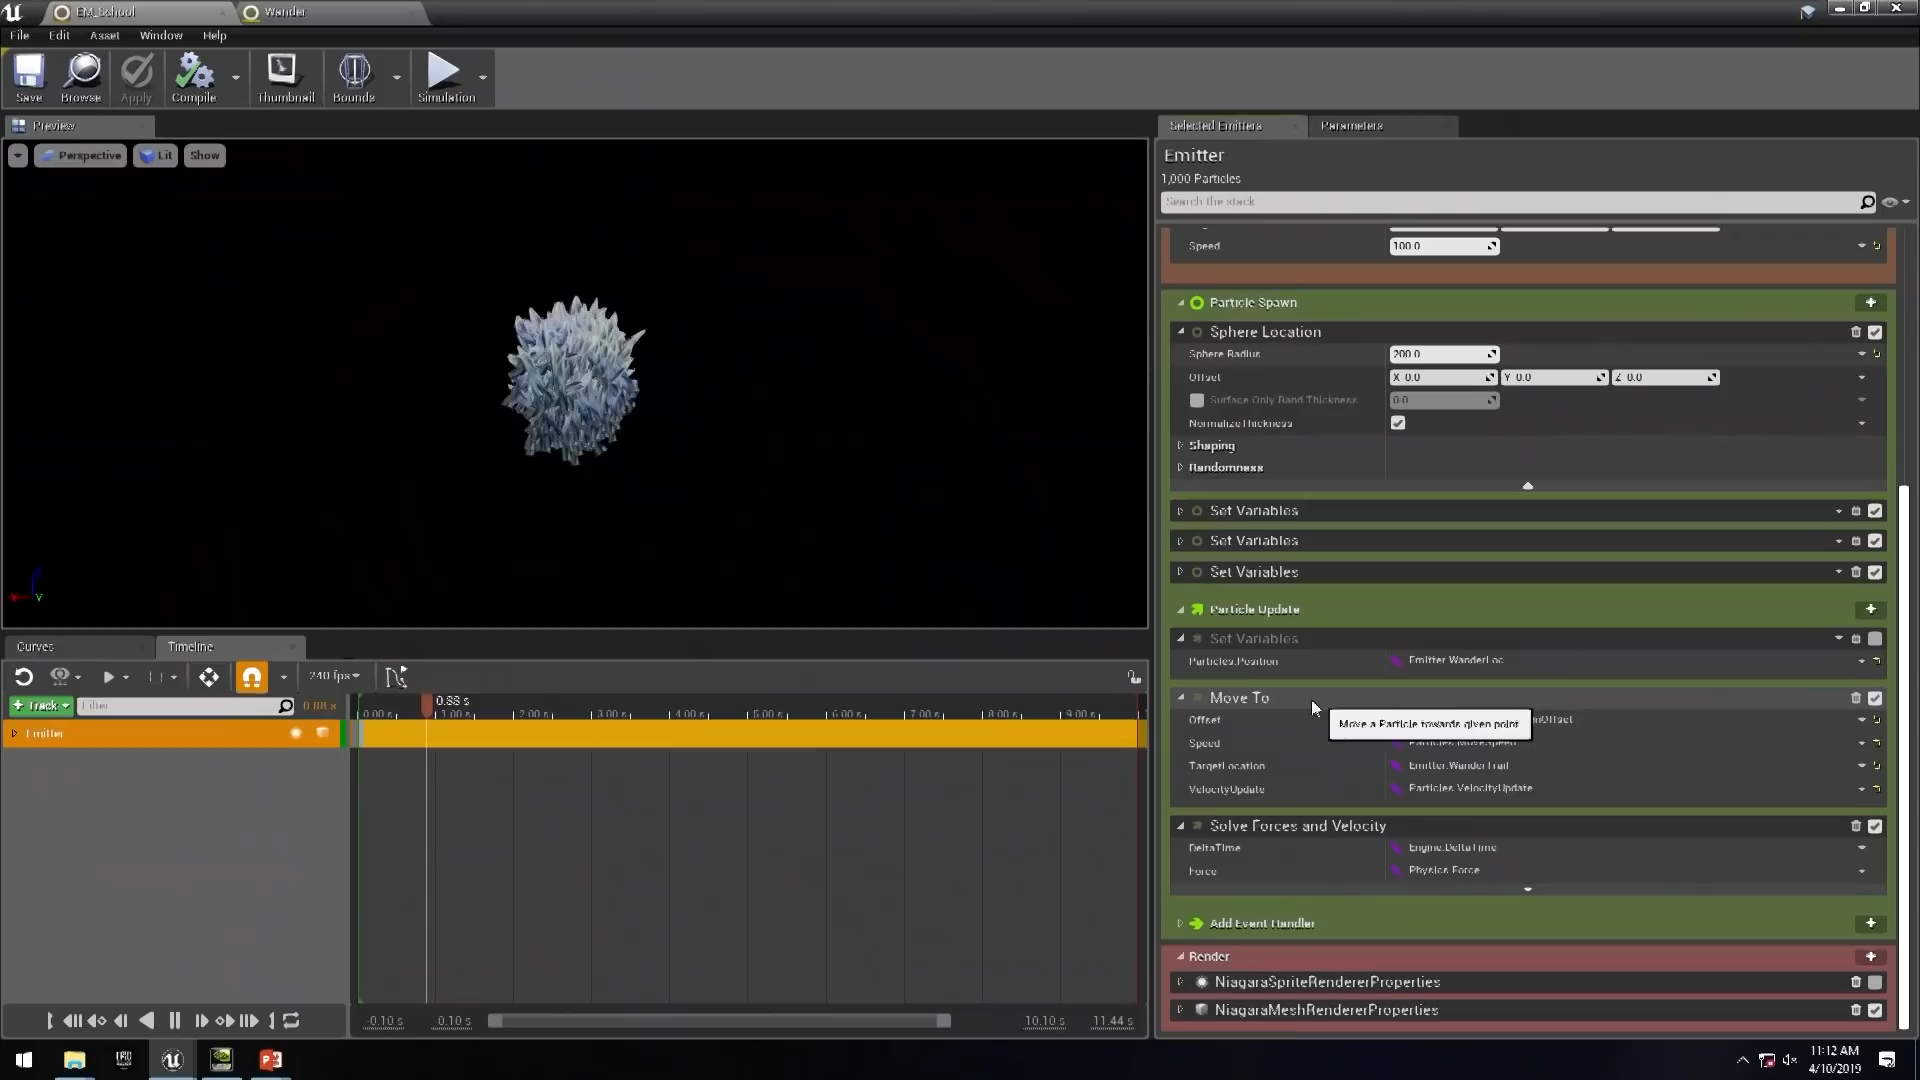 EM_School
Wander
File Edit Asset Window Help
Save Browse Apply Compile Thumbnail Bounds Simulation
Preview
Selected Emitters
Parameters
Perspective Lit Show
Emitter
1,000 Particles
Search the stack
Speed 100.0
Particle Spawn
Sphere Location
Sphere Radius 200.0
Offset X 0.0 Y 0.0 Z 0.0
Surface Only Band Thickness 0.0
NormalizeThickness
Shaping
Randomness
Set Variables
Set Variables
Set Variables
Particle Update
Set Variables
Particles.Position Emitter.WanderLoc
Move To
Offset
Move a Particle towards given point
Speed Particles.MoveSpeed
TargetLocation Emitter.WanderTrail
VelocityUpdate Particles.VelocityUpdate
Solve Forces and Velocity
DeltaTime Engine.DeltaTime
Force Physics.Force
Add Event Handler
Render
NiagaraSpriteRendererProperties
NiagaraMeshRendererProperties
Curves
Timeline
240 fps
+ Track Filter 0.88 s
0.88 s
0.00 s 1.00 s 2.00 s 3.00 s 4.00 s 5.00 s 6.00 s 7.00 s 8.00 s 9.00 s
Emitter
-0.10 s 0.10 s 10.10 s 11.44 s
11:12 AM
4/10/2019